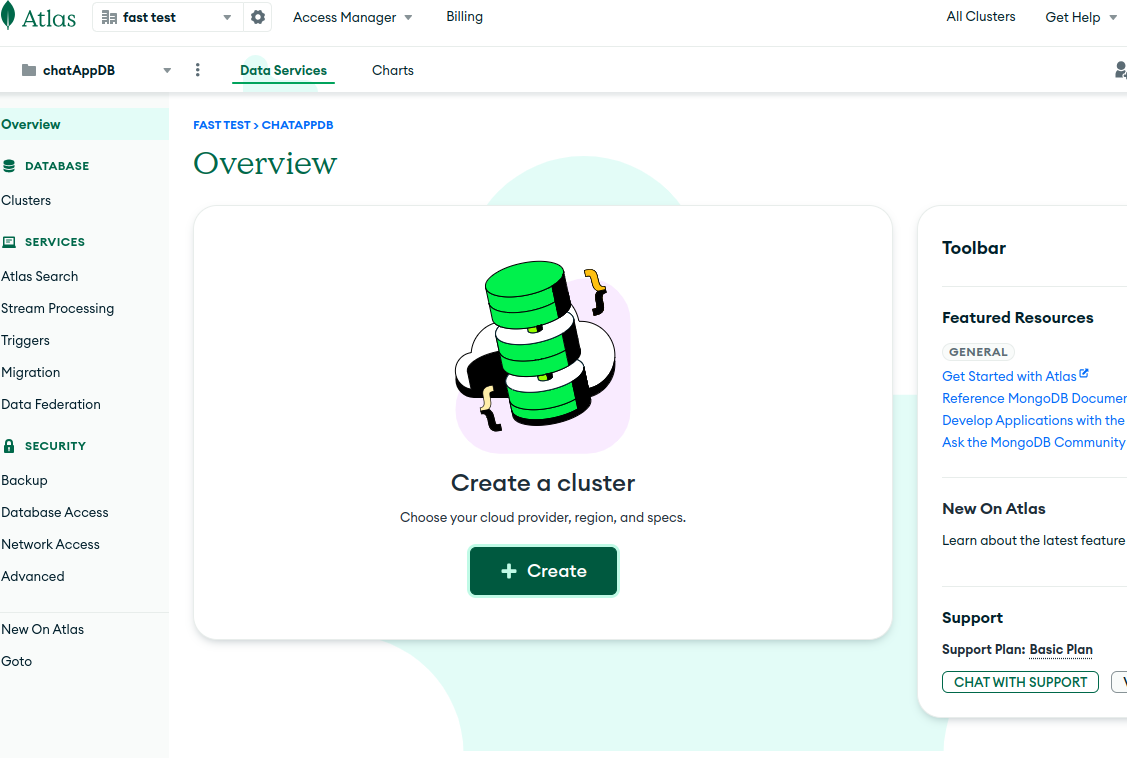 Atlas
fast test
Access Manager
Billing
All Clusters
Get Help
chatAppDB
Data Services
Charts
Overview
DATABASE
Clusters
SERVICES
Atlas Search
Stream Processing
Triggers
Migration
Data Federation
SECURITY
Backup
Database Access
Network Access
Advanced
New On Atlas
Goto
FAST TEST > CHATAPPDB
Overview
Create a cluster
Choose your cloud provider, region, and specs.
+ Create
Toolbar
Featured Resources
GENERAL
Get Started with Atlas
Reference MongoDB Documen
Develop Applications with the
Ask the MongoDB Community
New On Atlas
Learn about the latest feature
Support
Support Plan: Basic Plan
CHAT WITH SUPPORT